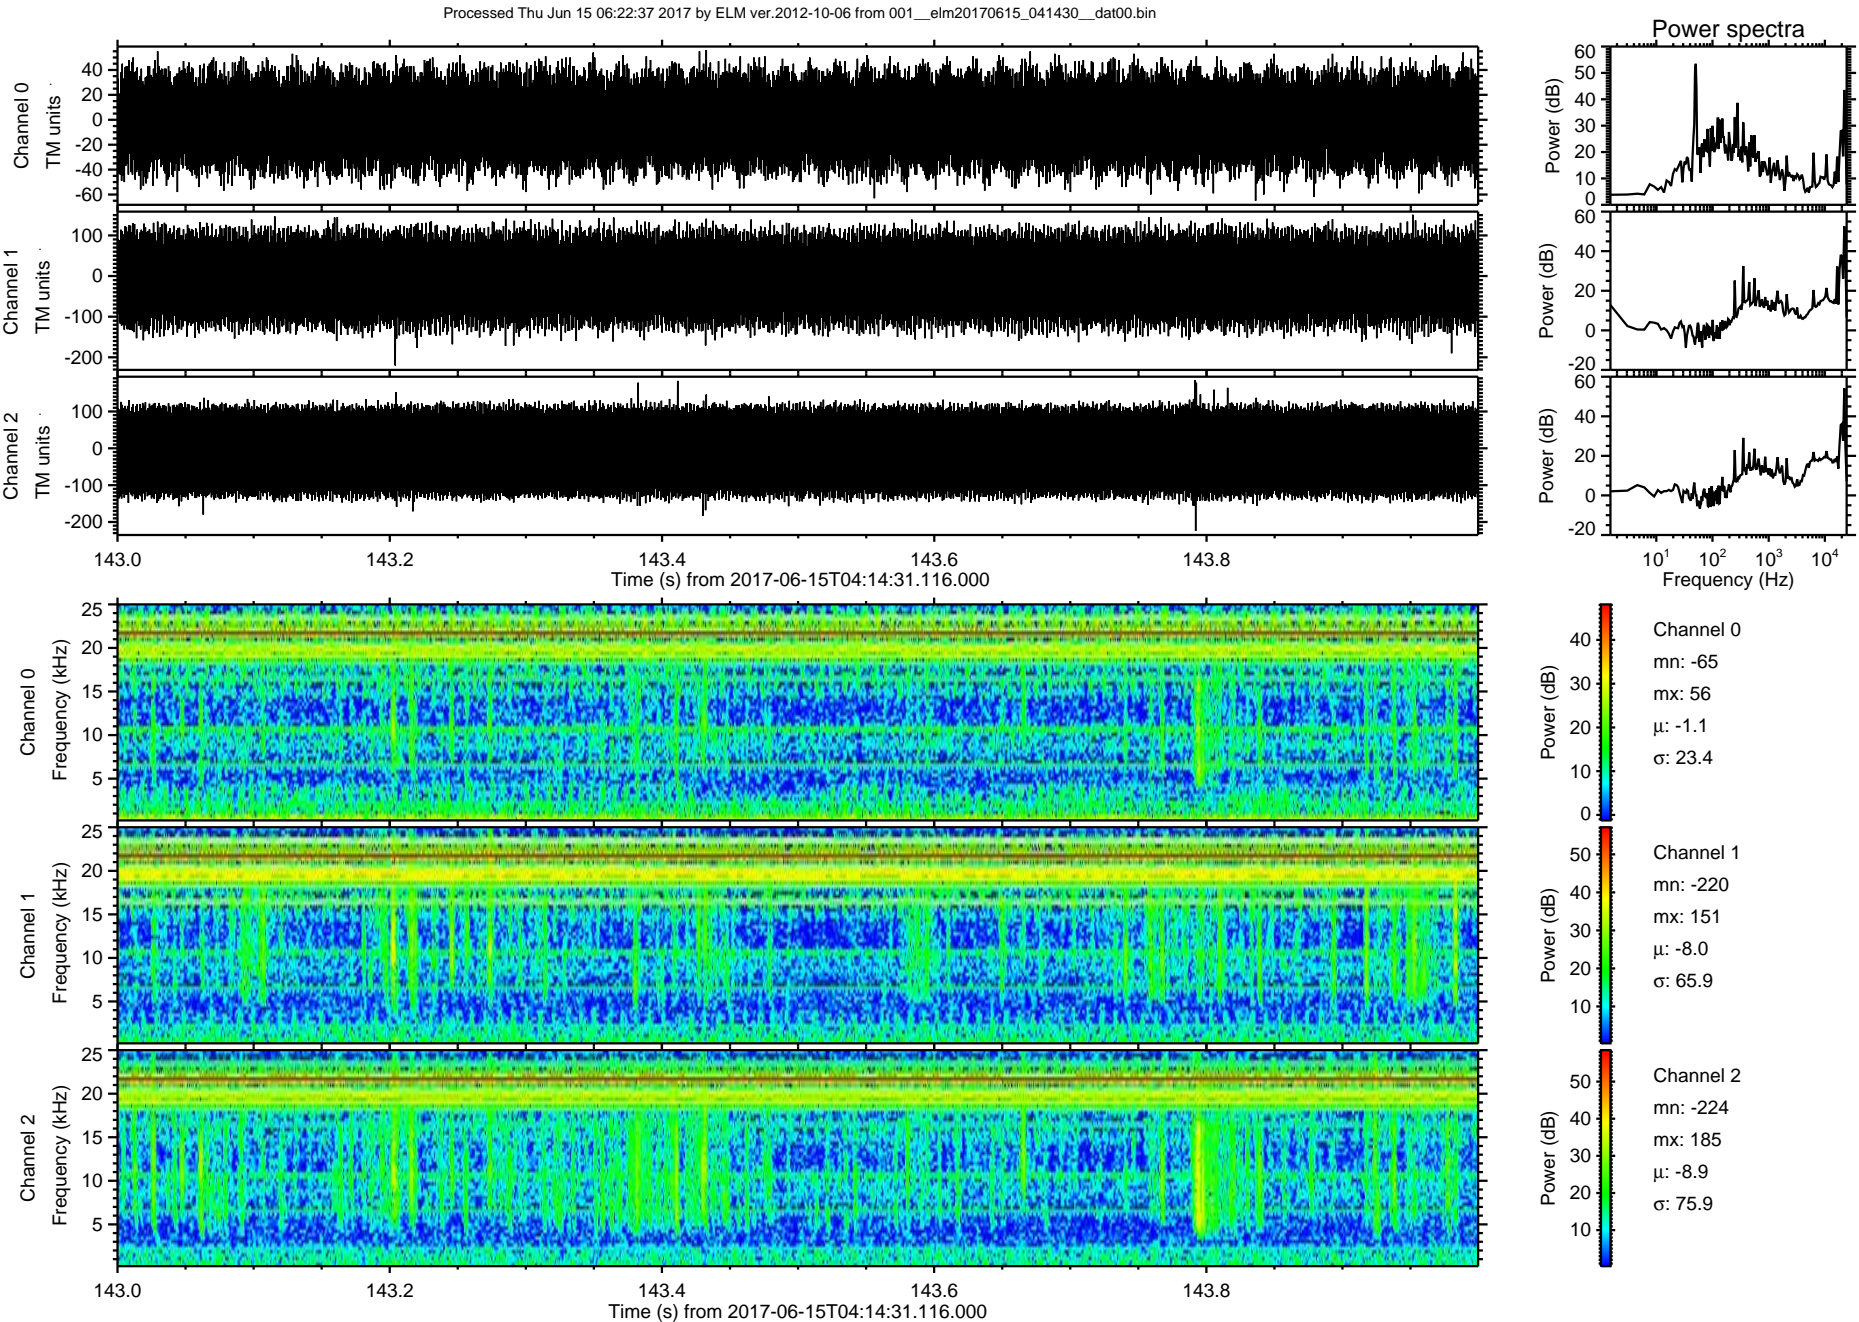 Processed Thu Jun 15 06:22:37 2017 by ELM ver.2012-10-06 from 001__elm20170615_041430__dat00.bin
Power spectra
Channel 0
TM units
40
20
0
-20
-40
-60
Power (dB)
60
50
40
30
20
10
0
Channel 1
TM units
100
0
-100
-200
Power (dB)
60
40
20
0
-20
Channel 2
TM units
100
0
-100
-200
Power (dB)
60
40
20
0
-20
143.0 143.2 143.4 143.6 143.8
Time (s) from 2017-06-15T04:14:31.116.000
10^1 10^2 10^3 10^4
Frequency (Hz)
Channel 0
Frequency (kHz)
25
20
15
10
5
Power (dB)
40
30
20
10
0
Channel 0
mn: -65
mx: 56
μ: -1.1
σ: 23.4
Channel 1
Frequency (kHz)
25
20
15
10
5
Power (dB)
50
40
30
20
10
Channel 1
mn: -220
mx: 151
μ: -8.0
σ: 65.9
Channel 2
Frequency (kHz)
25
20
15
10
5
Power (dB)
50
40
30
20
10
Channel 2
mn: -224
mx: 185
μ: -8.9
σ: 75.9
143.0 143.2 143.4 143.6 143.8
Time (s) from 2017-06-15T04:14:31.116.000